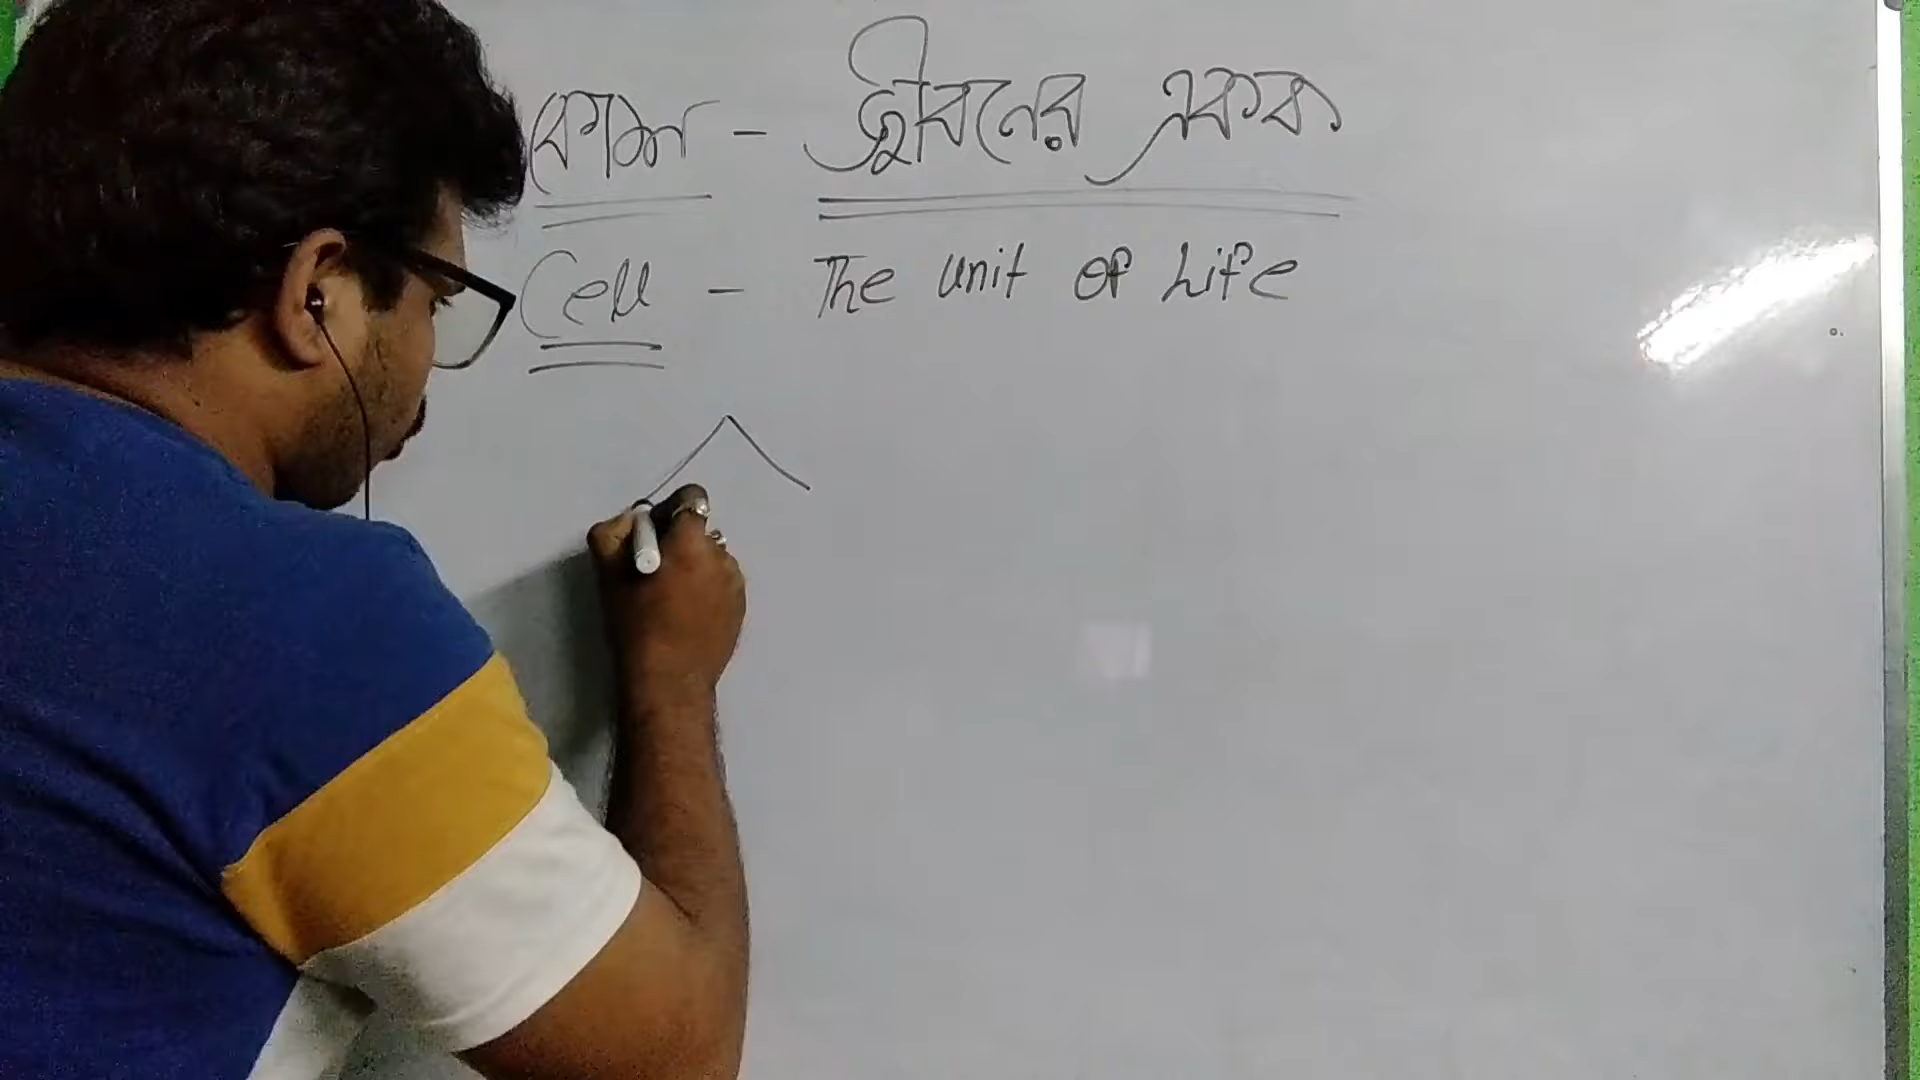 কোষ - জীবনের একক
Cell - The unit of Life